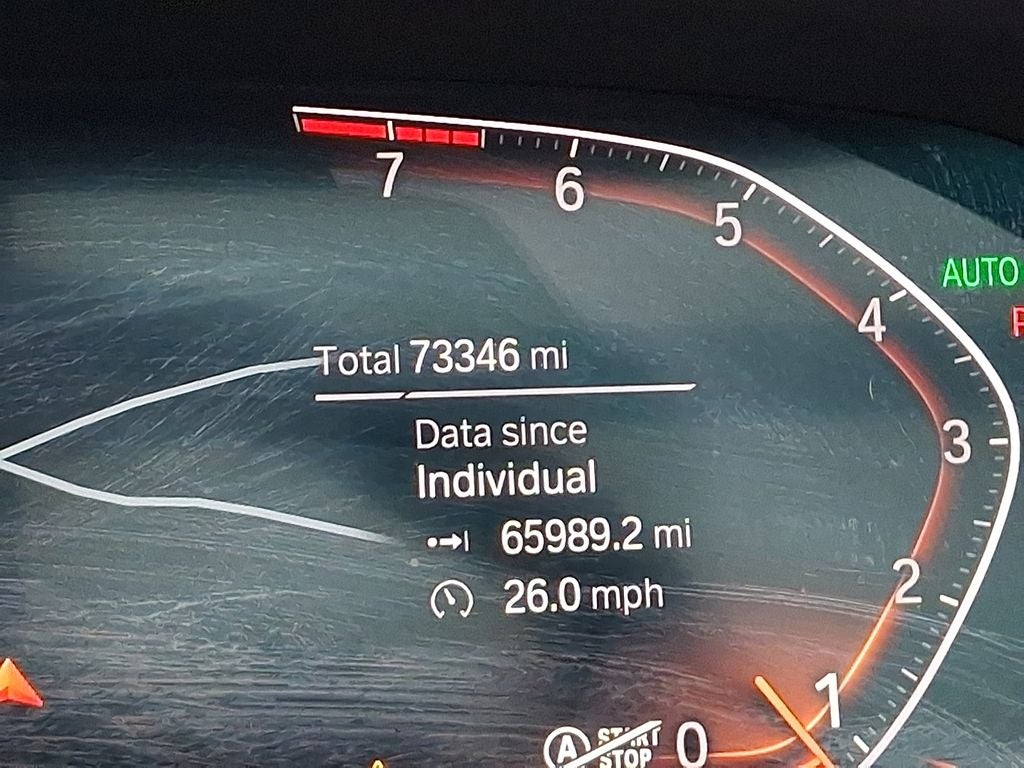 7
6
5
AUTO
4
P
Total 73346 mi
Data since
3
Individual
65989.2 mi
2
26.0 mph
1
A START STOP
0